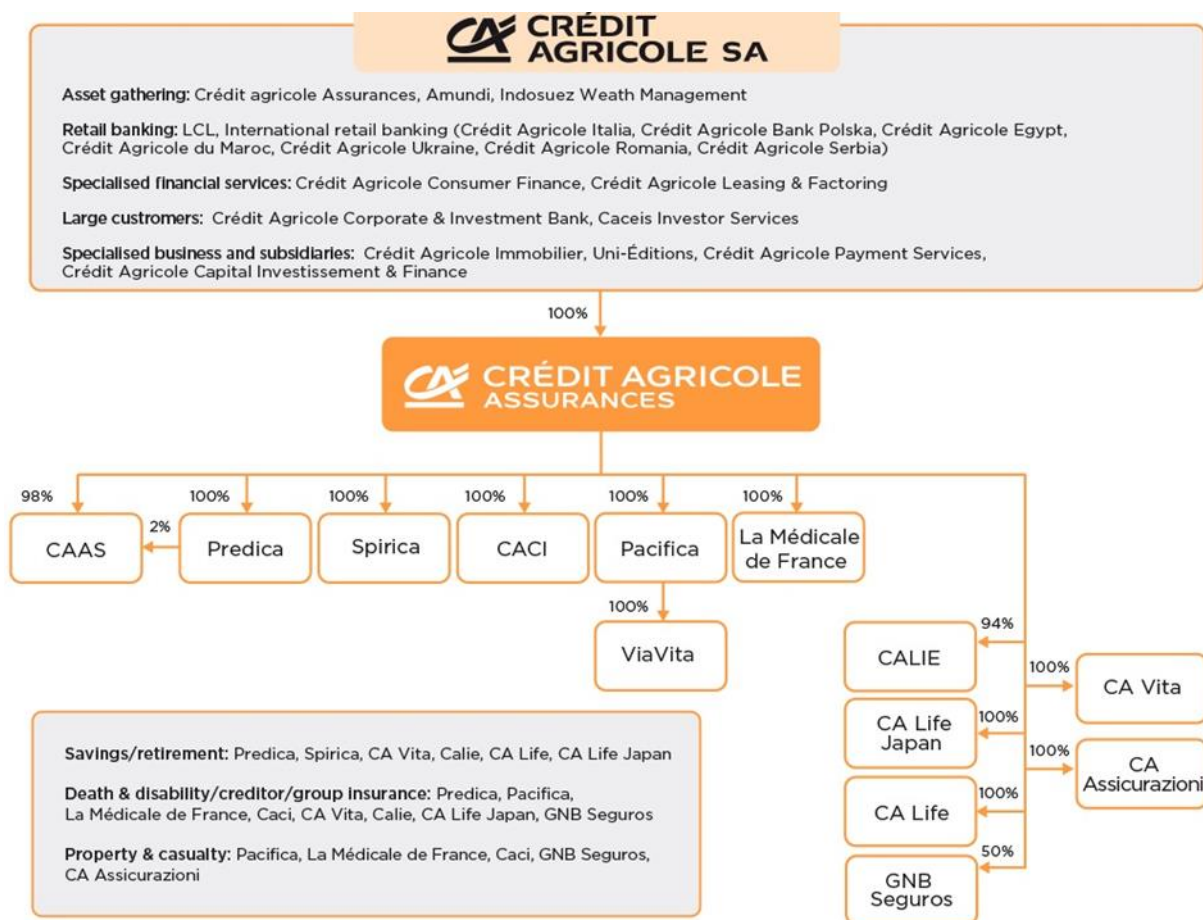 CRÉDIT
AGRICOLE SA
Asset gathering: Crédit agricole Assurances, Amundi, Indosuez Weath Management
Retail banking: LCL, International retail banking (Crédit Agricole Italia, Crédit Agricole Bank Polska, Crédit Agricole Egypt,
Crédit Agricole du Maroc, Crédit Agricole Ukraine, Crédit Agricole Romania, Crédit Agricole Serbia)
Specialised financial services: Crédit Agricole Consumer Finance, Crédit Agricole Leasing & Factoring
Large custromers: Crédit Agricole Corporate & Investment Bank, Caceis Investor Services
Specialised business and subsidiaries: Crédit Agricole Immobilier, Uni-Éditions, Crédit Agricole Payment Services,
Crédit Agricole Capital Investissement & Finance
100%
CA CRÉDIT AGRICOLE
ASSURANCES
98%
100%
100%
100%
100%
100%
CAAS
2%
Predica
Spirica
CACI
Pacifica
La Médicale
de France
100%
ViaVita
94%
CALIE
100%
CA Vita
100%
CA Life
Japan
100%
CA
Assicurazioni
100%
CA Life
50%
GNB
Seguros
Savings/retirement: Predica, Spirica, CA Vita, Calie, CA Life, CA Life Japan
Death & disability/creditor/group insurance: Predica, Pacifica,
La Médicale de France, Caci, CA Vita, Calie, CA Life Japan, GNB Seguros
Property & casualty: Pacifica, La Médicale de France, Caci, GNB Seguros,
CA Assicurazioni